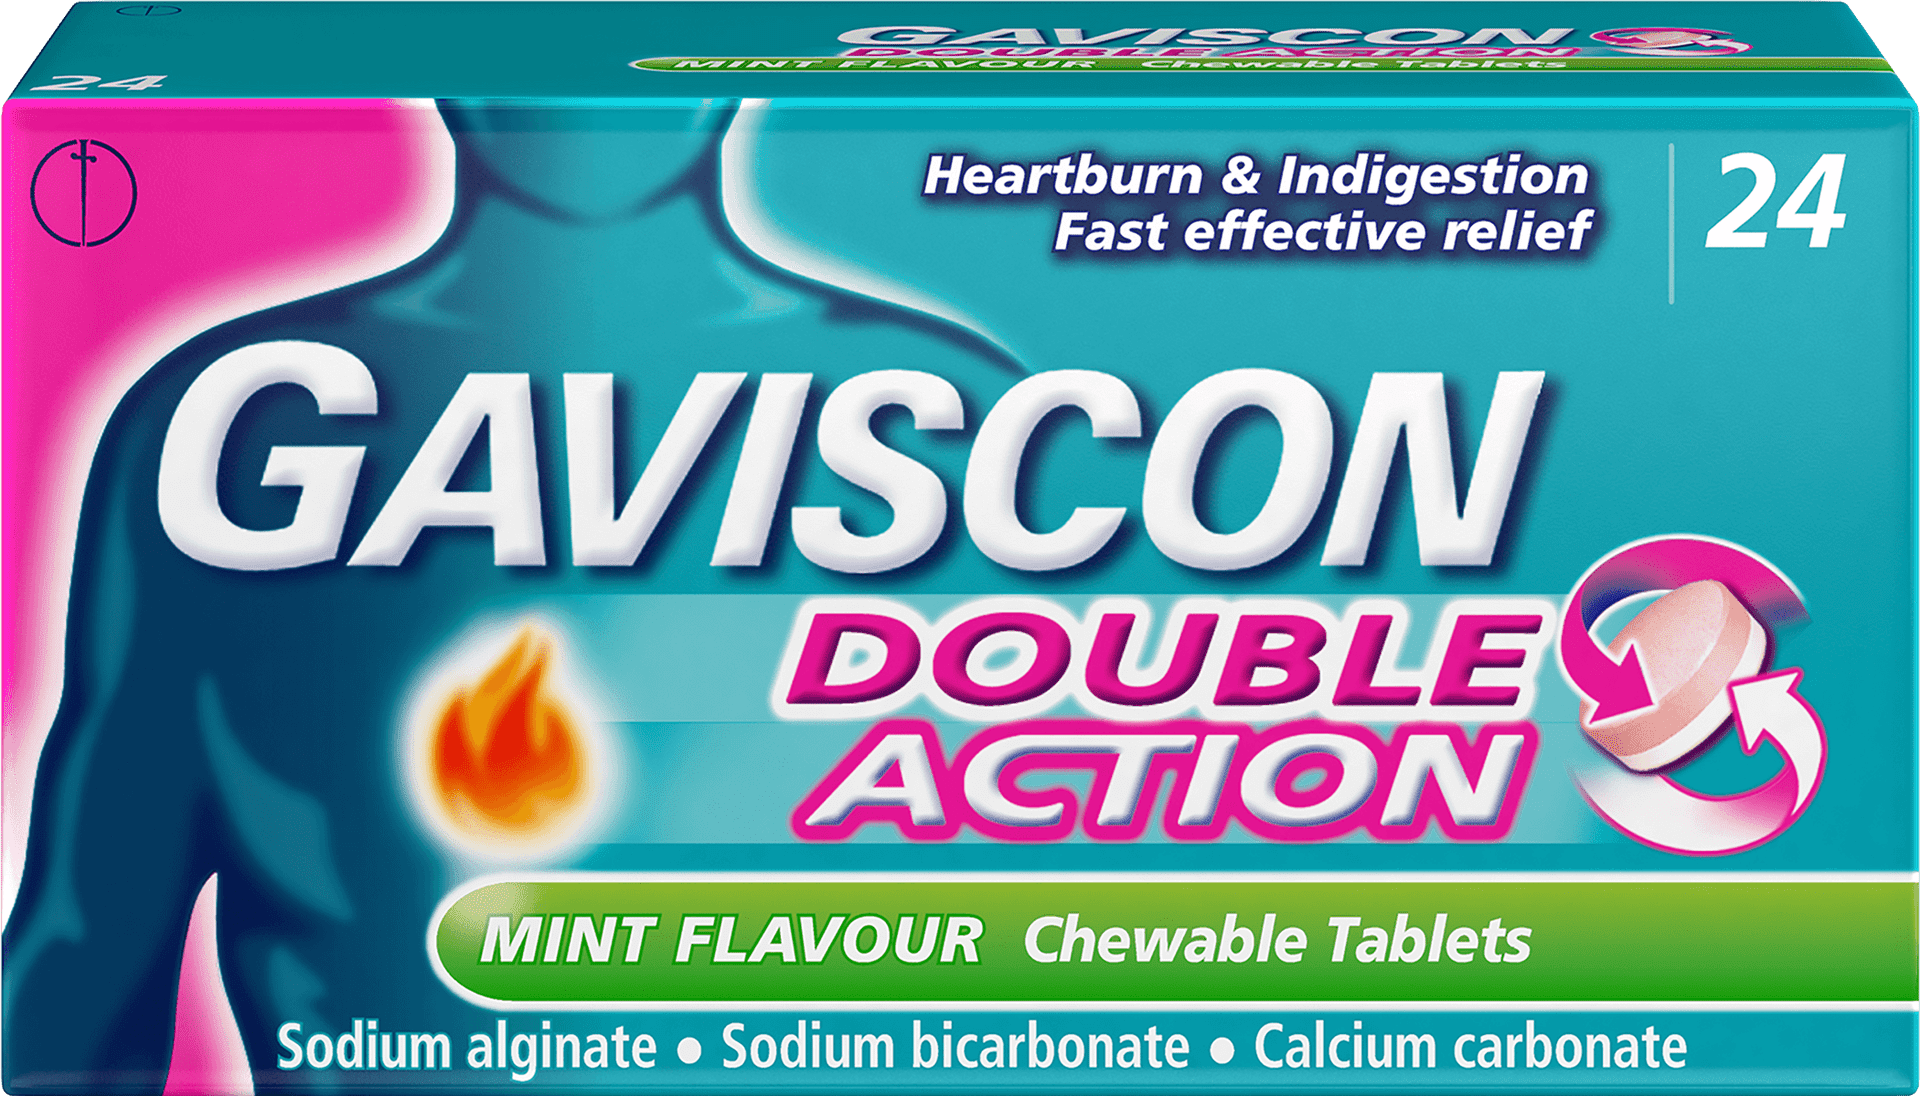 GAVISCON
DOUBLE ACTION
MINT FLAVOUR Chewable Tablets
24
Heartburn & Indigestion
Fast effective relief
24
GAVISCON
DOUBLE
ACTION
MINT FLAVOUR Chewable Tablets
Sodium alginate • Sodium bicarbonate • Calcium carbonate